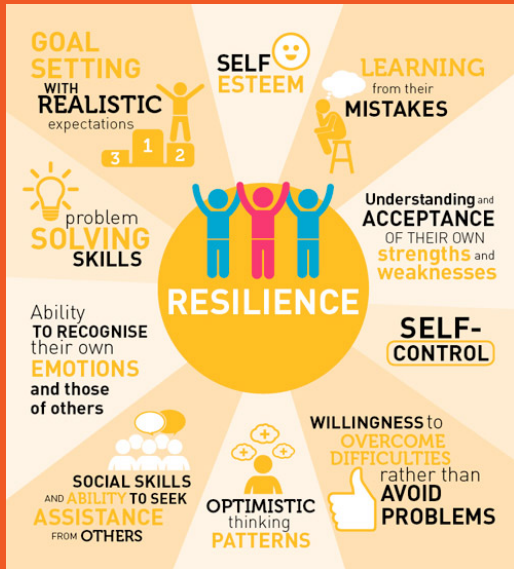 GOAL
SETTING
WITH
REALISTIC
expectations
3 1 2
SELF
ESTEEM
LEARNING
from their
MISTAKES
problem
SOLVING
SKILLS
Understanding and
ACCEPTANCE
OF THEIR OWN
strengths and
weaknesses
RESILIENCE
Ability
TO RECOGNISE
their own
EMOTIONS
and those
of others
SELF-
CONTROL
SOCIAL SKILLS
AND ABILITY TO SEEK
ASSISTANCE
FROM OTHERS
OPTIMISTIC
thinking
PATTERNS
WILLINGNESS to
OVERCOME
DIFFICULTIES
rather than
AVOID
PROBLEMS